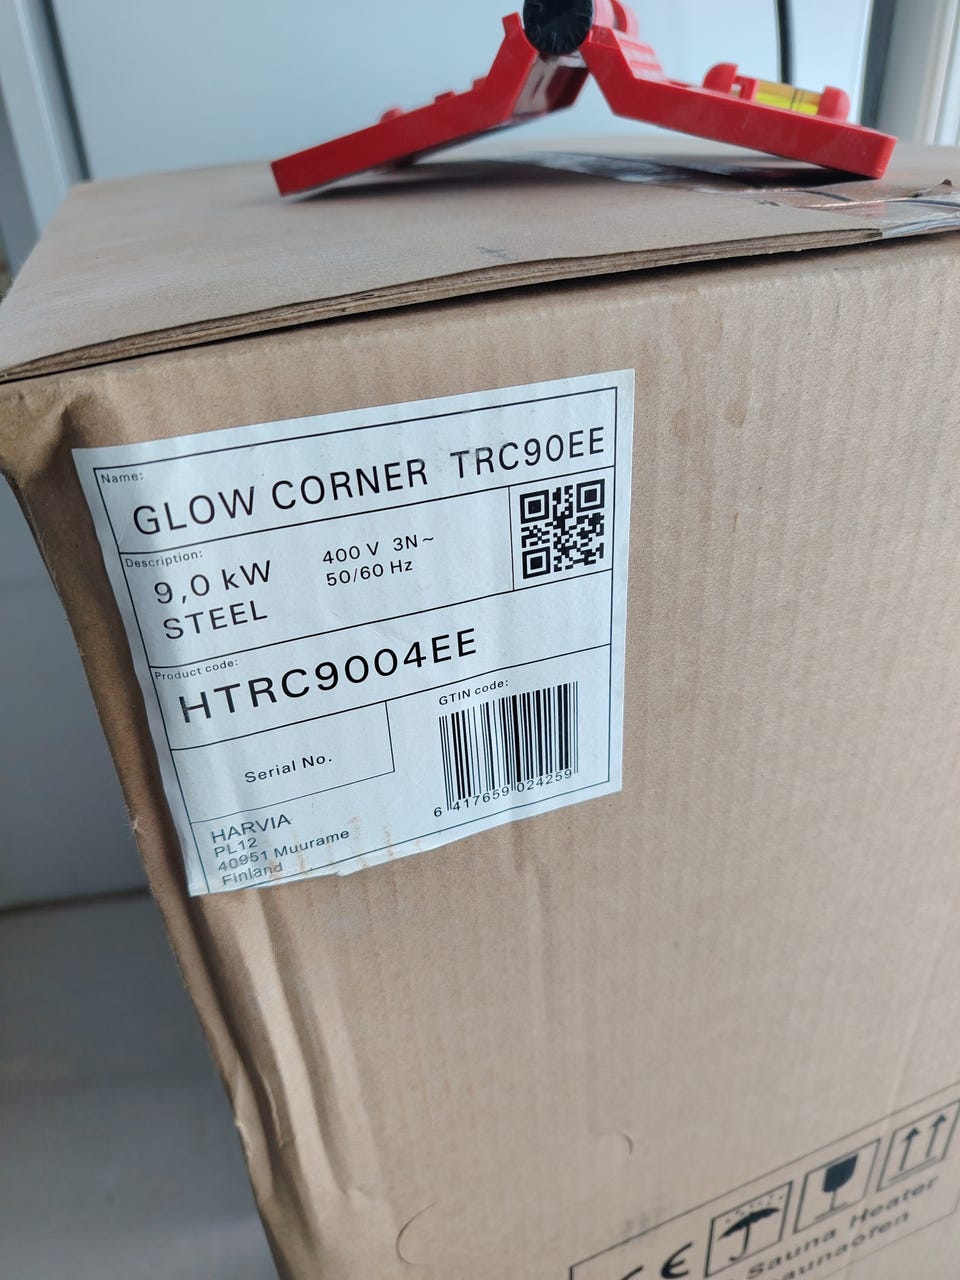 Name:
GLOW CORNER TRC90EE
Description:
9,0 kW
STEEL
400 V 3N~
50/60 Hz
Product code:
HTRC9004EE
Serial No.
GTIN code:
6 417659 024259
HARVIA
PL12
40951 Muurame
Finland
CE
Sauna Heater